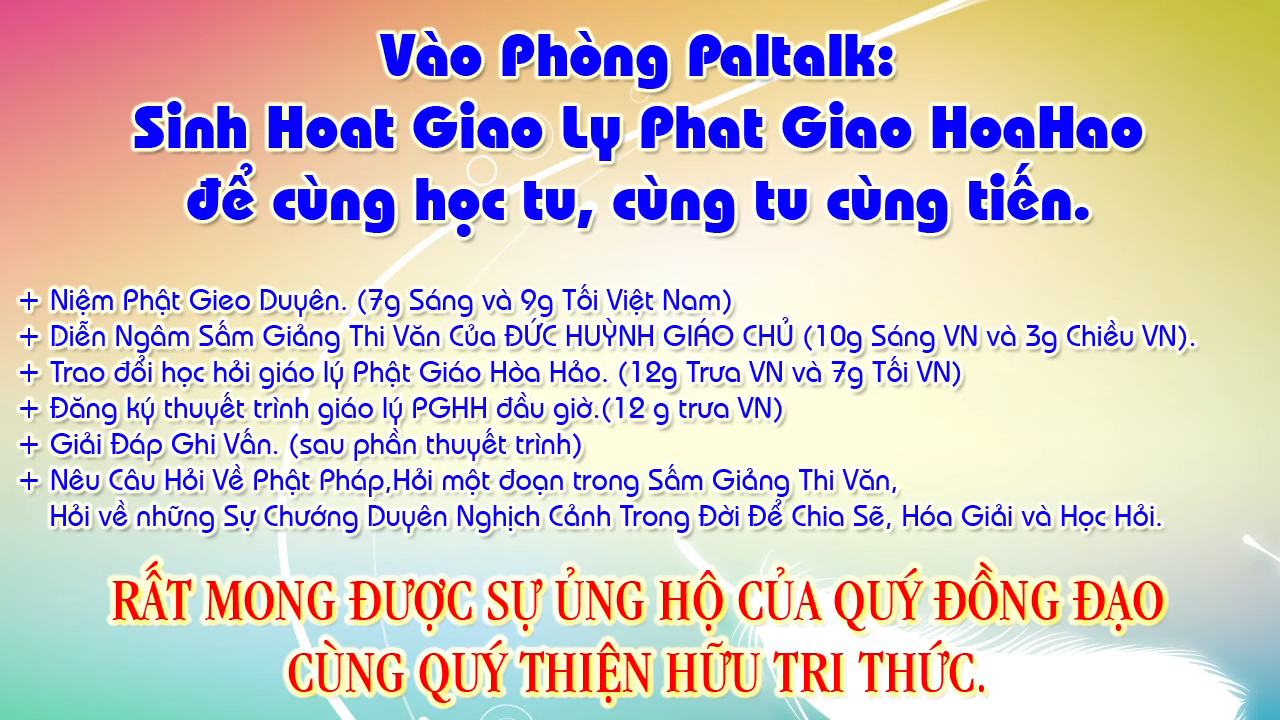 Vào Phòng Paltalk:
Sinh Hoat Giao Ly Phat Giao HoaHao
để cùng học tu, cùng tu cùng tiến.
+ Niệm Phật Gieo Duyên. (7g Sáng và 9g Tối Việt Nam)
+ Diễn Ngâm Sấm Giảng Thi Văn Của ĐỨC HUỲNH GIÁO CHỦ (10g Sáng VN và 3g Chiều VN).
+ Trao đổi học hỏi giáo lý Phật Giáo Hòa Hảo. (12g Trưa VN và 7g Tối VN)
+ Đăng ký thuyết trình giáo lý PGHH đầu giờ.(12 g trưa VN)
+ Giải Đáp Ghi Vấn. (sau phần thuyết trình)
+ Nêu Câu Hỏi Về Phật Pháp,Hỏi một đoạn trong Sấm Giảng Thi Văn,
Hỏi về những Sự Chướng Duyên Nghịch Cảnh Trong Đời Để Chia Sẽ, Hóa Giải và Học Hỏi.
RẤT MONG ĐƯỢC SỰ ỦNG HỘ CỦA QUÝ ĐỒNG ĐẠO
CÙNG QUÝ THIỆN HỮU TRI THỨC.